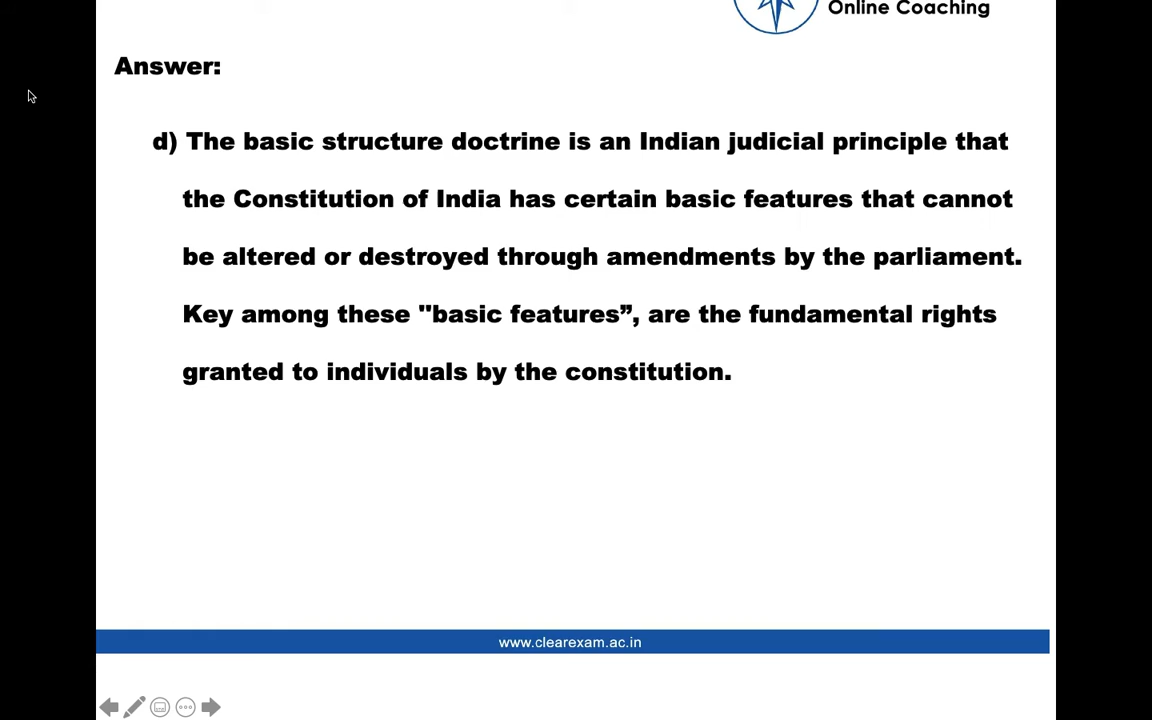 Online Coaching
Answer:
d) The basic structure doctrine is an Indian judicial principle that
the Constitution of India has certain basic features that cannot
be altered or destroyed through amendments by the parliament.
Key among these "basic features”, are the fundamental rights
granted to individuals by the constitution.
www.clearexam.ac.in